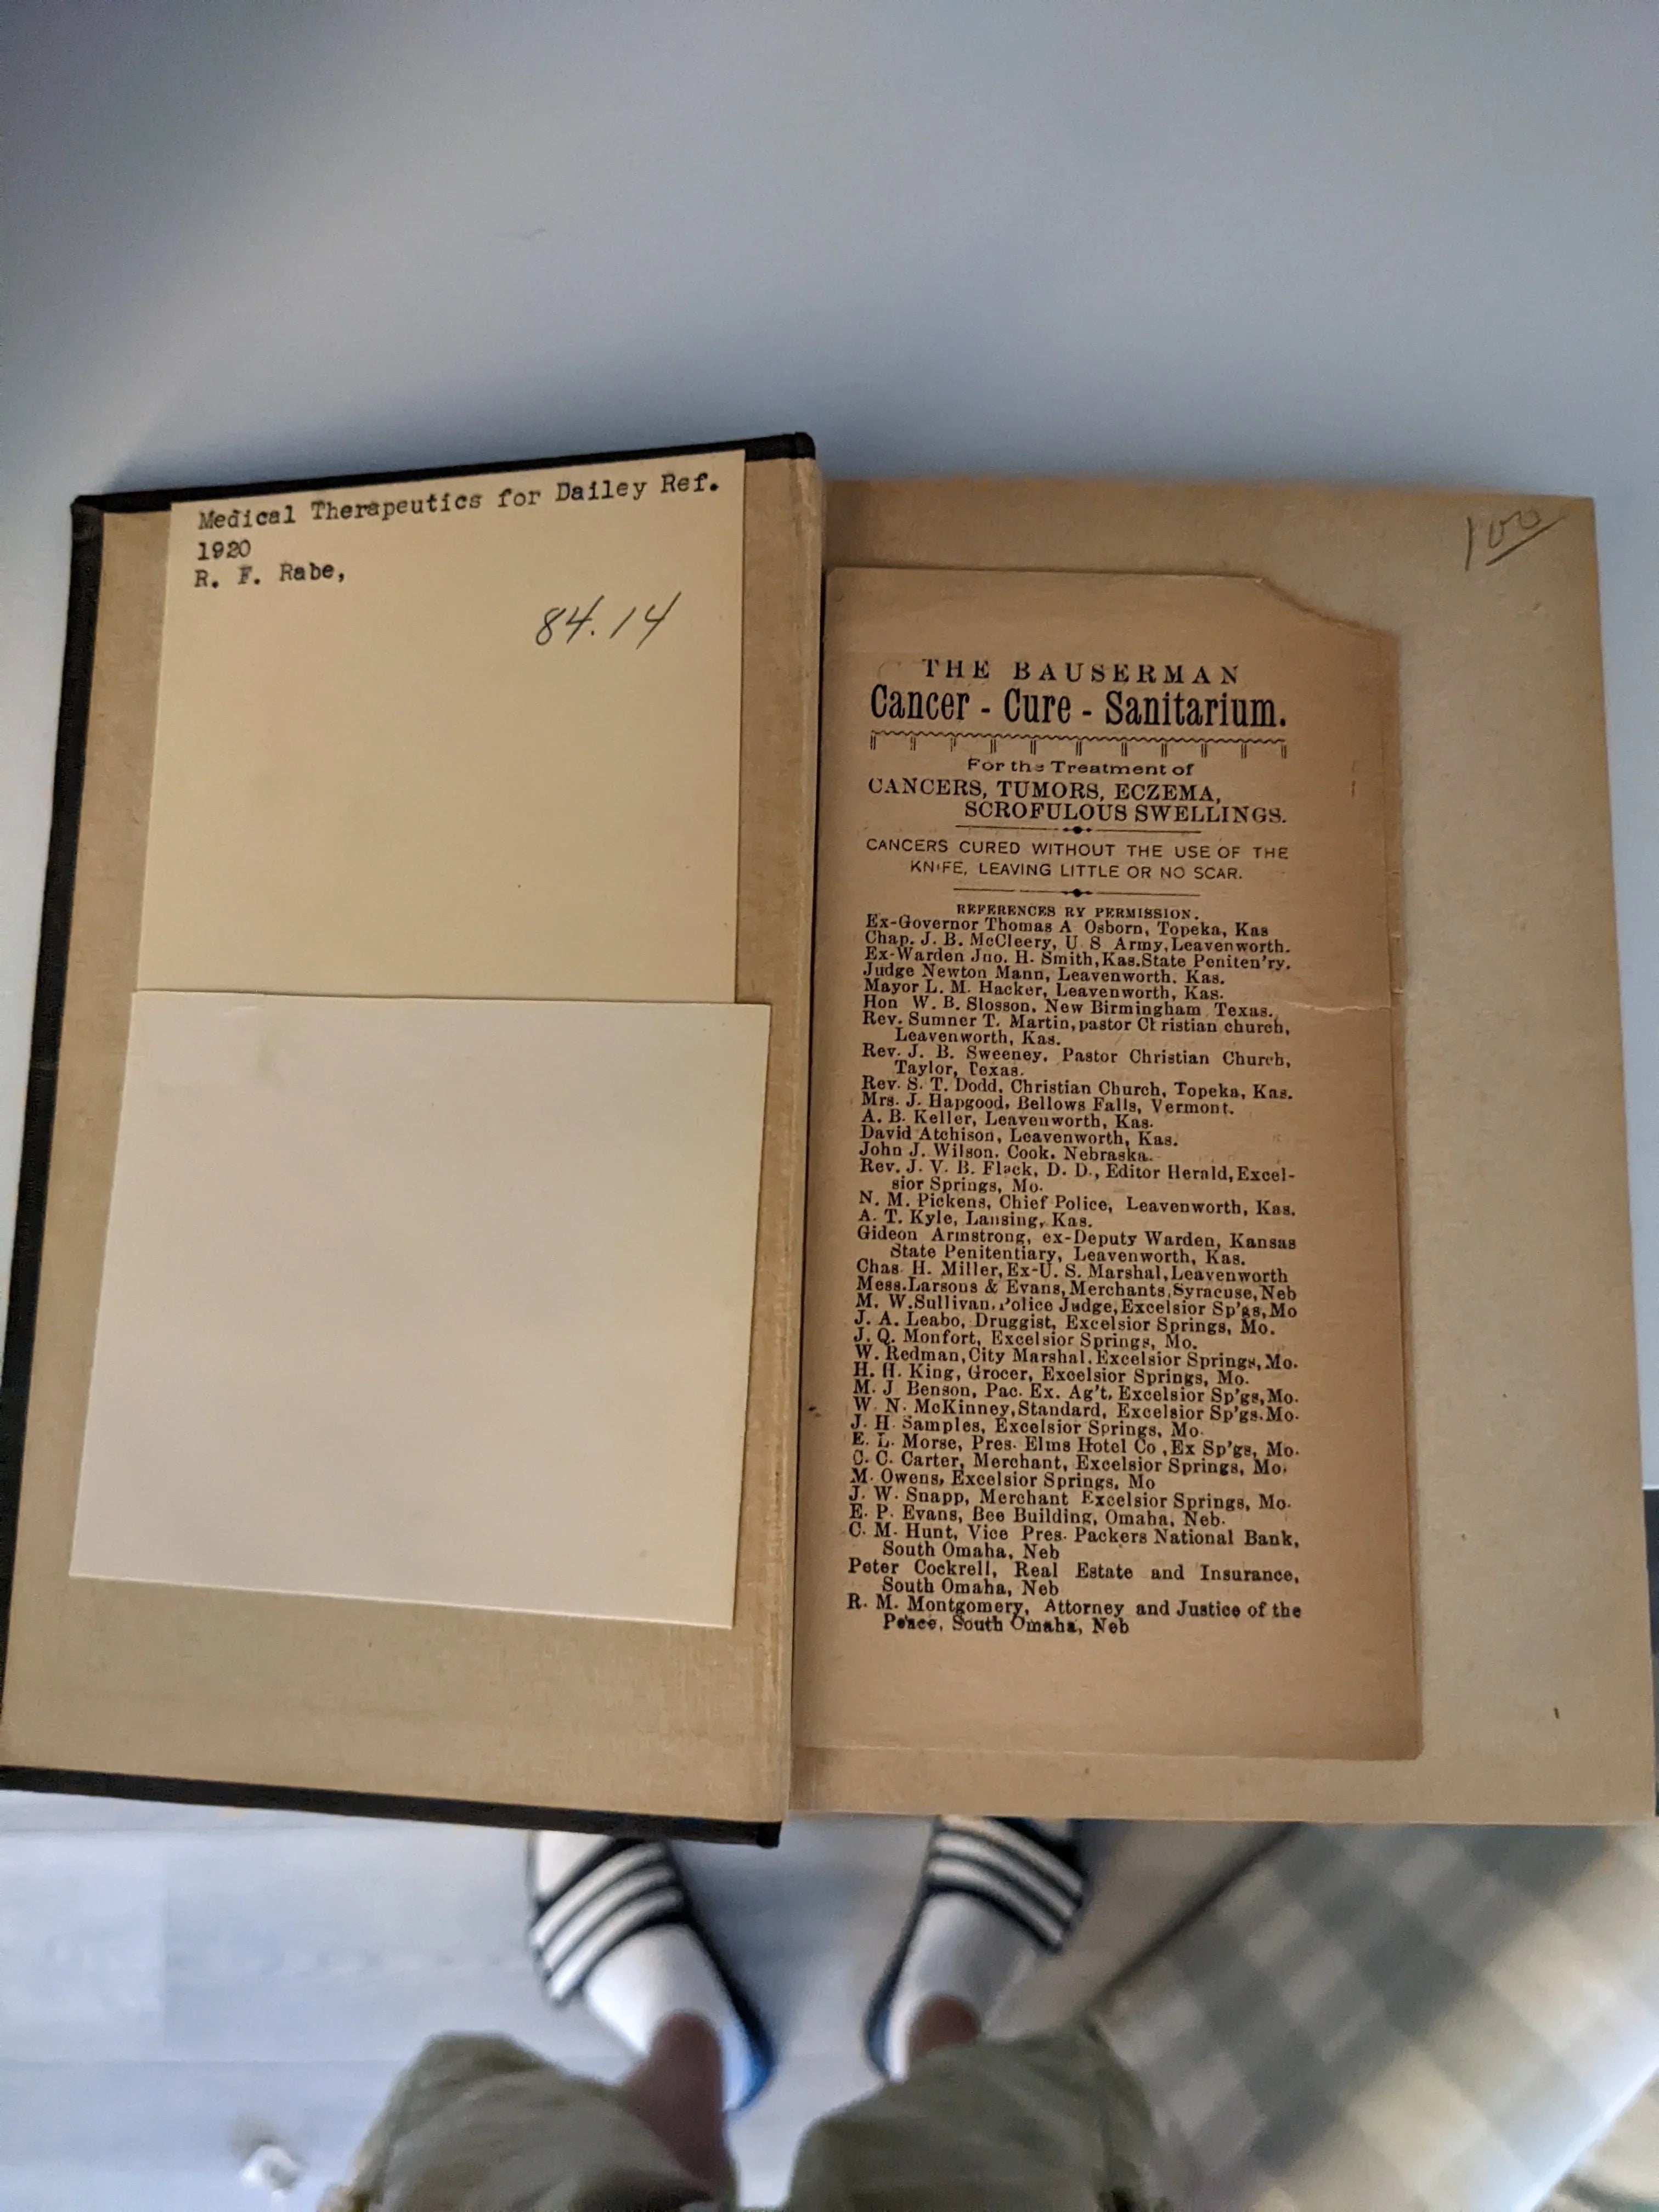 Medical Therapeutics for Dailey Ref.
1920
R. F. Rabe,
84.14
100
THE BAUSERMAN
Cancer - Cure - Sanitarium.
For the Treatment of
CANCERS, TUMORS, ECZEMA,
SCROFULOUS SWELLINGS.
CANCERS CURED WITHOUT THE USE OF THE
KNIFE, LEAVING LITTLE OR NO SCAR.
REFERENCES BY PERMISSION.
Ex-Governor Thomas A Osborn, Topeka, Kas
Chap. J. B. McCleery, U. S. Army, Leavenworth.
Ex-Warden Jno. H. Smith, Kas. State Peniten'ry.
Judge Newton Mann, Leavenworth. Kas.
Mayor L. M. Hacker, Leavenworth, Kas.
Hon W. B. Slosson, New Birmingham Texas.
Rev. Sumner T. Martin, pastor Christian church,
Leavenworth, Kas.
Rev. J. B. Sweeney, Pastor Christian Church,
Taylor, Texas.
Rev. S. T. Dodd, Christian Church, Topeka, Kas.
Mrs. J. Hapgood, Bellows Falls, Vermont.
A. B. Keller, Leavenworth, Kas.
David Atchison, Leavenworth, Kas.
John J. Wilson, Cook, Nebraska.
Rev. J. V. B. Flack, D. D., Editor Herald, Excel-
sior Springs, Mo.
N. M. Pickens, Chief Police, Leavenworth, Kas.
A. T. Kyle, Lansing, Kas.
Gideon Armstrong, ex-Deputy Warden, Kansas
State Penitentiary, Leavenworth, Kas.
Chas. H. Miller, Ex-U. S. Marshal, Leavenworth
Mess. Larsons & Evans, Merchants, Syracuse, Neb
M. W. Sullivan, Police Judge, Excelsior Sp'gs, Mo
J. A. Leabo, Druggist, Excelsior Springs, Mo.
J. Q. Monfort, Excelsior Springs, Mo.
W. Redman, City Marshal, Excelsior Springs, Mo.
H. H. King, Grocer, Excelsior Springs, Mo.
M. J Benson, Pac. Ex. Ag't, Excelsior Sp'gs, Mo.
W. N. McKinney, Standard, Excelsior Sp'gs. Mo.
J. H. Samples, Excelsior Springs, Mo.
E. L. Morse, Pres. Elms Hotel Co, Ex Sp'gs, Mo.
C. C. Carter, Merchant, Excelsior Springs, Mo.
M. Owens, Excelsior Springs, Mo
J. W. Snapp, Merchant Excelsior Springs, Mo.
E. P. Evans, Bee Building, Omaha, Neb.
C. M. Hunt, Vice Pres. Packers National Bank,
South Omaha, Neb
Peter Cockrell, Real Estate and Insurance,
South Omaha, Neb
R. M. Montgomery, Attorney and Justice of the
Peace, South Omaha, Neb